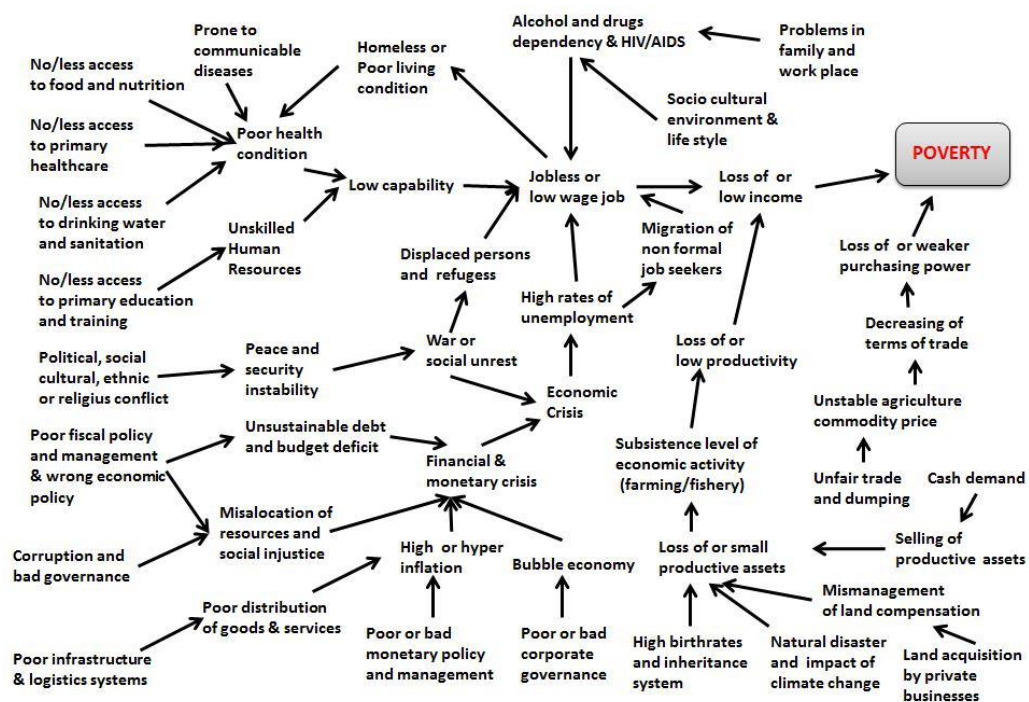 Prone to
communicable
diseases
Homeless or
Poor living
condition
Alcohol and drugs
dependency & HIV/AIDS
Problems in
family and
work place
No/less access
to food and nutrition
Socio cultural
environment &
life style
No/less access
to primary
healthcare
Poor health
condition
POVERTY
Low capability
Jobless or
low wage job
Loss of or
low income
No/less access
to drinking water
and sanitation
Unskilled
Human
Resources
Displaced persons
and refugess
Migration of
non formal
job seekers
Loss of or weaker
purchasing power
No/less access
to primary education
and training
High rates of
unemployment
Decreasing of
terms of trade
Political, social
cultural, ethnic
or religius conflict
Peace and
security
instability
War or
social unrest
Loss of or
low productivity
Economic
Crisis
Unstable agriculture
commodity price
Poor fiscal policy
and management
& wrong economic
policy
Unsustainable debt
and budget deficit
Financial &
monetary crisis
Subsistence level of
economic activity
(farming/fishery)
Unfair trade
and dumping
Cash demand
Misalocation of
resources and
social injustice
Corruption and
bad governance
High or hyper
inflation
Bubble economy
Loss of or small
productive assets
Selling of
productive assets
Mismanagement
of land compensation
Poor distribution
of goods & services
Poor infrastructure
& logistics systems
Poor or bad
monetary policy
and management
Poor or bad
corporate
governance
High birthrates
and inheritance
system
Natural disaster
and impact of
climate change
Land acquisition
by private
businesses